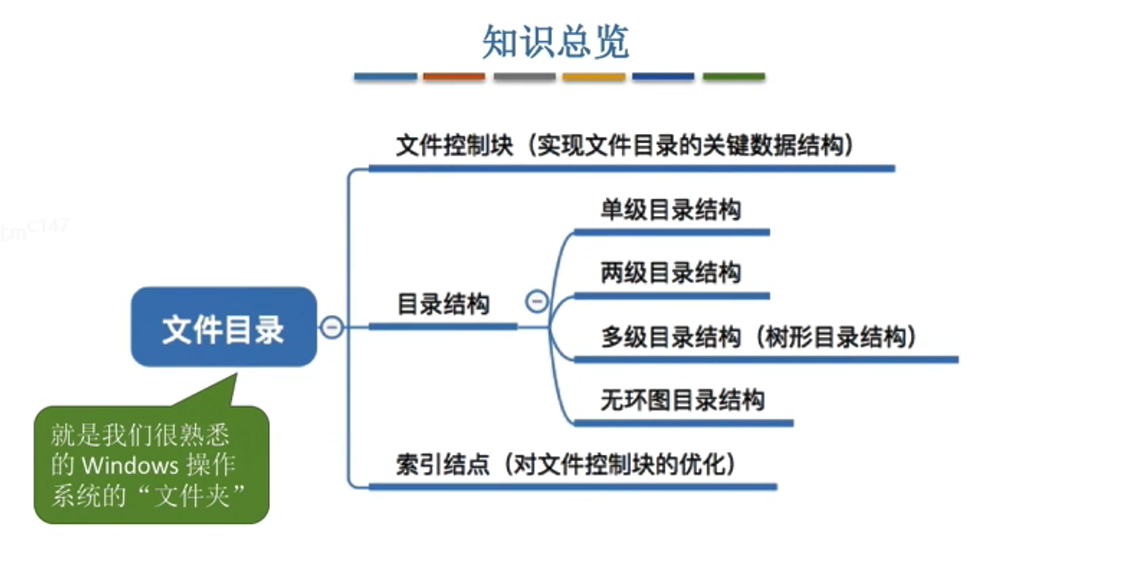 知识总览
文件控制块（实现文件目录的关键数据结构）
单级目录结构
两级目录结构
目录结构
多级目录结构（树形目录结构）
文件目录
无环图目录结构
就是我们很熟悉
的 Windows 操作
系统的“文件夹”
索引结点（对文件控制块的优化）